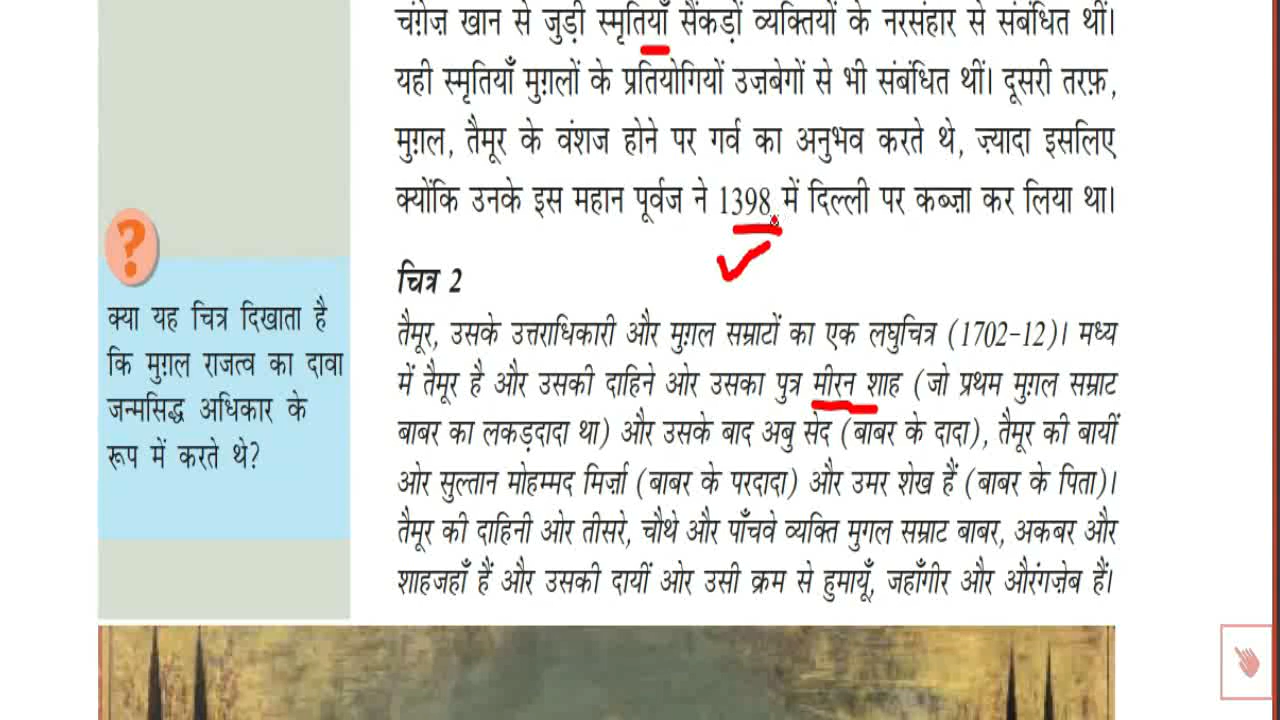 चंग़ेज़ खान से जुड़ी स्मृतियाँ सैंकड़ों व्यक्तियों के नरसंहार से संबंधित थीं।
यही स्मृतियाँ मुग़लों के प्रतियोगियों उज़बेगों से भी संबंधित थीं। दूसरी तरफ़,
मुग़ल, तैमूर के वंशज होने पर गर्व का अनुभव करते थे, ज़्यादा इसलिए
क्योंकि उनके इस महान पूर्वज ने 1398 में दिल्ली पर कब्ज़ा कर लिया था।
?
क्या यह चित्र दिखाता है
कि मुग़ल राजत्व का दावा
जन्मसिद्ध अधिकार के
रूप में करते थे?
चित्र 2
तैमूर, उसके उत्तराधिकारी और मुग़ल सम्राटों का एक लघुचित्र (1702-12)। मध्य
में तैमूर है और उसकी दाहिने ओर उसका पुत्र मीरन शाह (जो प्रथम मुग़ल सम्राट
बाबर का लकड़दादा था) और उसके बाद अबु सेद (बाबर के दादा), तैमूर की बायीं
ओर सुल्तान मोहम्मद मिर्ज़ा (बाबर के परदादा) और उमर शेख हैं (बाबर के पिता)।
तैमूर की दाहिनी ओर तीसरे, चौथे और पाँचवे व्यक्ति मुगल सम्राट बाबर, अकबर और
शाहजहाँ हैं और उसकी दायीं ओर उसी क्रम से हुमायूँ, जहाँगीर और औरंगज़ेब हैं।